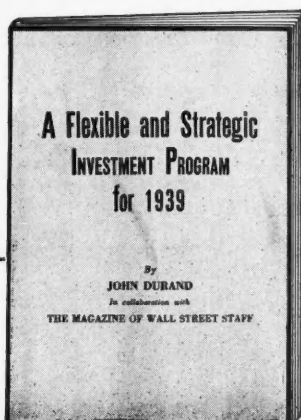 A Flexible and Strategic
INVESTMENT PROGRAM
for 1939
By
JOHN DURAND
In collaboration with
THE MAGAZINE OF WALL STREET STAFF